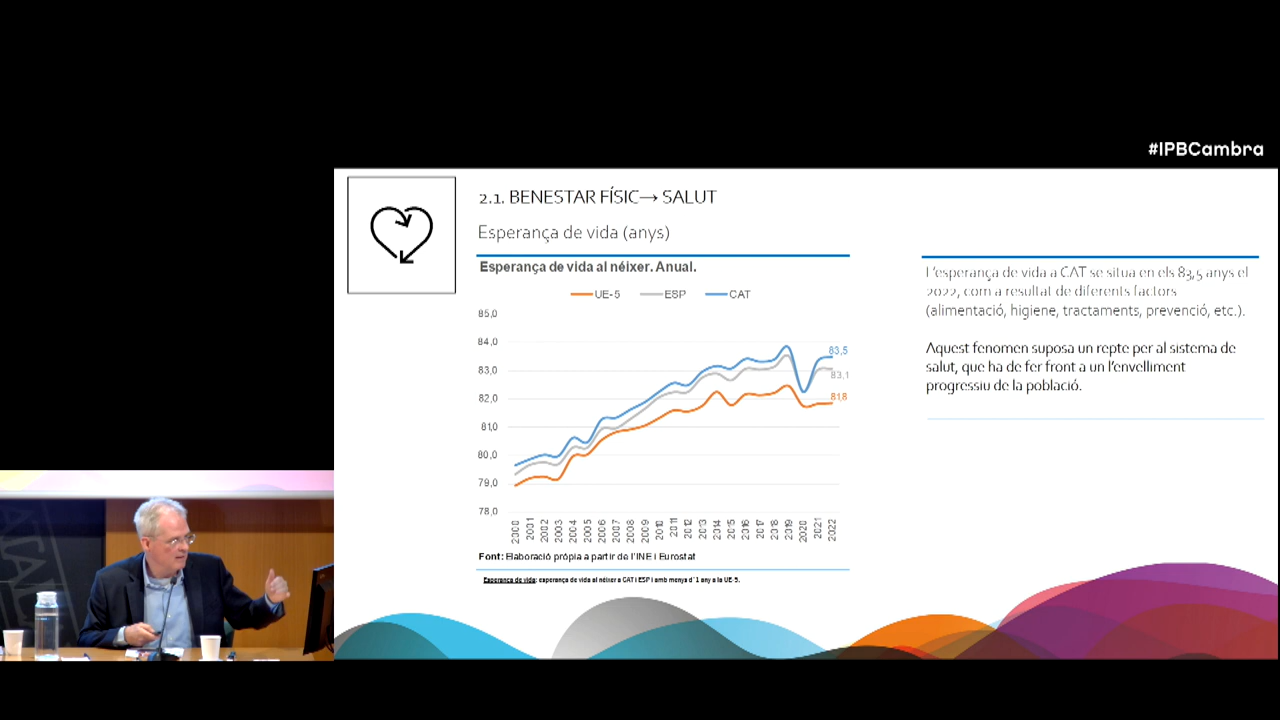 #IPBCambra
2.1. BENESTAR FÍSIC→ SALUT
Esperança de vida (anys)
Esperança de vida al néixer. Anual.
UE-5 ESP CAT
85,0
84,0
83,0
82,0
81,0
80,0
79,0
78,0
83,5
83,1
81,8
2000 2001 2002 2003 2004 2005 2006 2007 2008 2009 2010 2011 2012 2013 2014 2015 2016 2017 2018 2019 2020 2021 2022
Font: Elaboració pròpia a partir de l'INE i Eurostat
Esperança de vida: esperança de vida al néixer a CAT i ESP i amb menys d'1 any a la UE-5.
L'esperança de vida a CAT se situa en els 83,5 anys el
2022, com a resultat de diferents factors
(alimentació, higiene, tractaments, prevenció, etc.).
Aquest fenomen suposa un repte per al sistema de
salut, que ha de fer front a un l'envelliment
progressiu de la població.